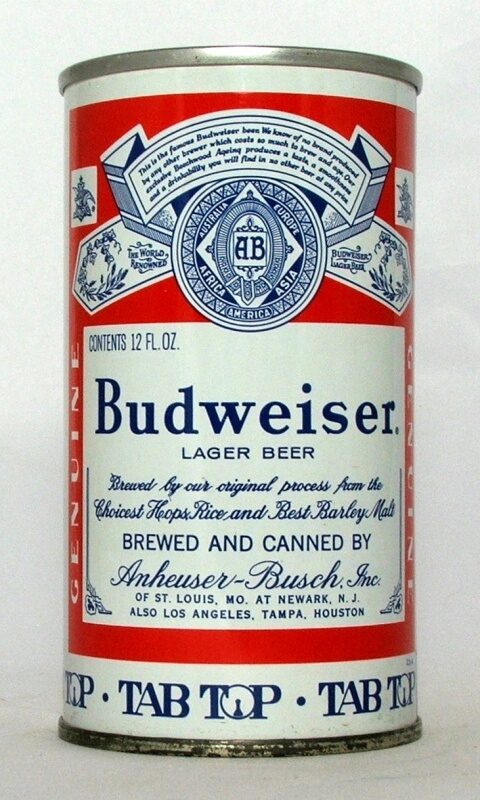 This is the famous Budweiser beer. We know of no brand produced
by any other brewer which costs so much to brew and age. Our
exclusive Beechwood Ageing produces a taste, a smoothness
and a drinkability you will find in no other beer at any price.
AUSTRALIA
EUROPE
AB
AFRICA
ASIA
AMERICA
THE WORLD
RENOWNED
BUDWEISER
LAGER BEER
CONTENTS 12 FL. OZ.
GENUINE
GENUINE
Budweiser.
LAGER BEER
Brewed by our original process from the
Choicest Hops, Rice and Best Barley Malt
BREWED AND CANNED BY
Anheuser-Busch, Inc.
OF ST. LOUIS, MO. AT NEWARK, N. J.
ALSO LOS ANGELES, TAMPA, HOUSTON
TOP · TAB TOP · TAB TOP